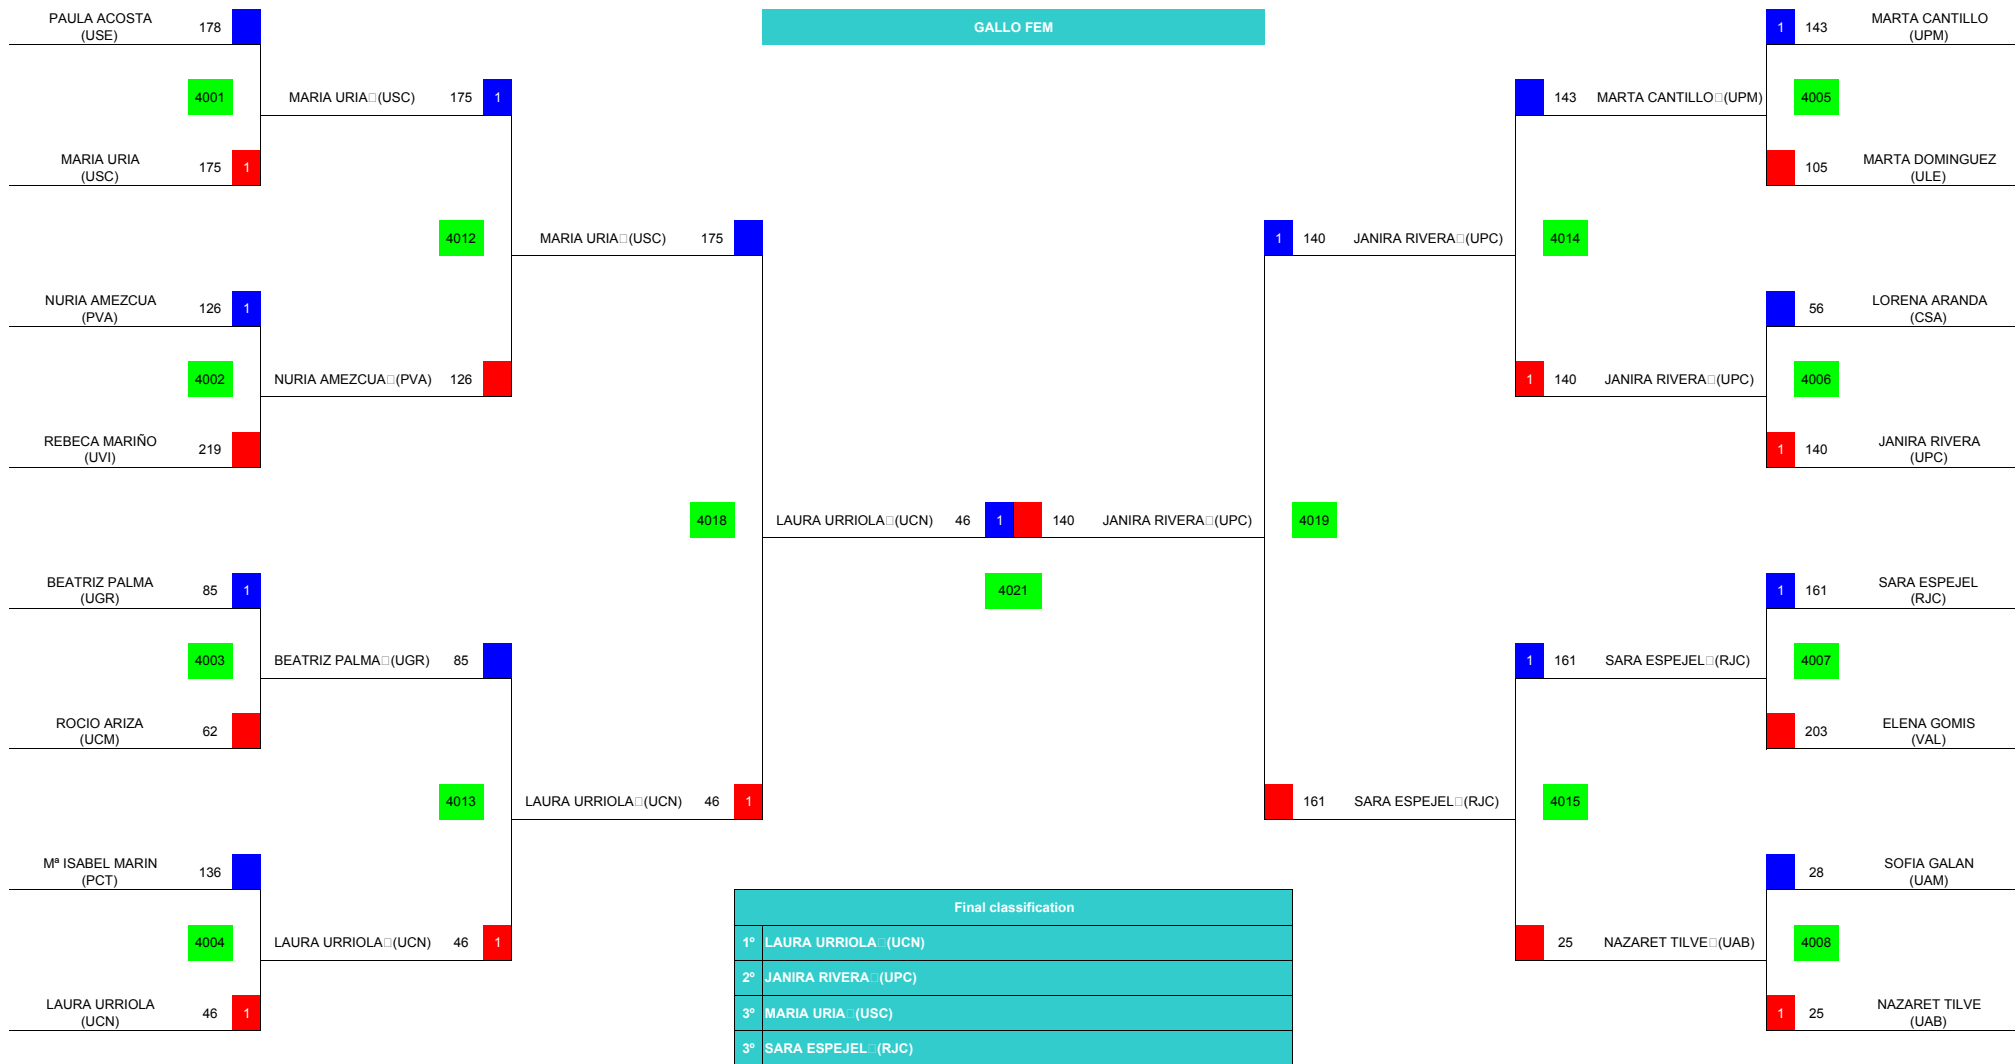 GALLO FEM
PAULA ACOSTA
(USE)
178
4001
MARIA URIA
(USC)
175
1
MARIA URIA□(USC) 175 1
4012
NURIA AMEZCUA
(PVA)
126
1
4002
REBECA MARIÑO
(UVI)
219
NURIA AMEZCUA□(PVA) 126
MARIA URIA□(USC) 175
4018
BEATRIZ PALMA
(UGR)
85
1
4003
ROCIO ARIZA
(UCM)
62
BEATRIZ PALMA□(UGR) 85
4013
Mª ISABEL MARIN
(PCT)
136
4004
LAURA URRIOLA
(UCN)
46
1
LAURA URRIOLA□(UCN) 46 1
LAURA URRIOLA□(UCN) 46 1
LAURA URRIOLA□(UCN) 46 1
4021
140 JANIRA RIVERA□(UPC)
4019
1 140 JANIRA RIVERA□(UPC)
4014
143 MARTA CANTILLO□(UPM)
1 143
MARTA CANTILLO
(UPM)
4005
105
MARTA DOMINGUEZ
(ULE)
1 140 JANIRA RIVERA□(UPC)
56
LORENA ARANDA
(CSA)
4006
1 140
JANIRA RIVERA
(UPC)
161 SARA ESPEJEL□(RJC)
4015
1 161 SARA ESPEJEL□(RJC)
1 161
SARA ESPEJEL
(RJC)
4007
203
ELENA GOMIS
(VAL)
25 NAZARET TILVE□(UAB)
28
SOFIA GALAN
(UAM)
4008
1 25
NAZARET TILVE
(UAB)
Final classification
1º LAURA URRIOLA□(UCN)
2º JANIRA RIVERA□(UPC)
3º MARIA URIA□(USC)
3º SARA ESPEJEL□(RJC)